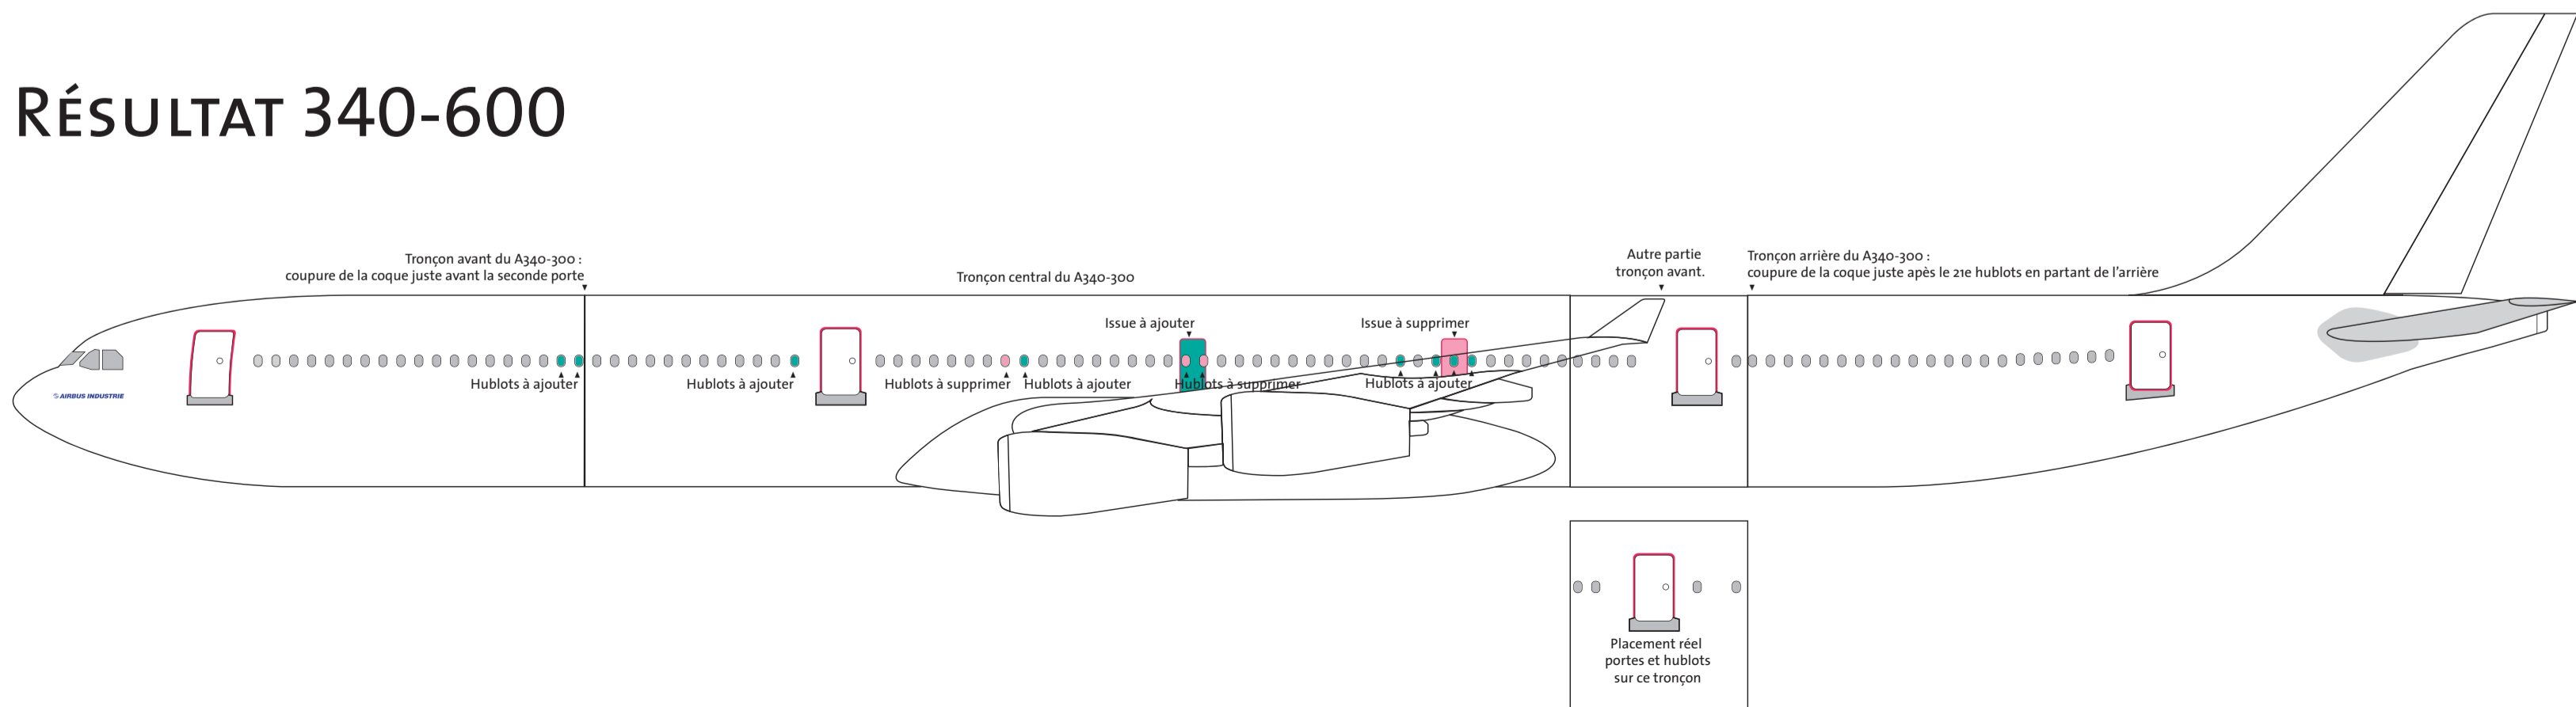 RÉSULTAT 340-600
Tronçon avant du A340-300 :
coupure de la coque juste avant la seconde porte
Tronçon central du A340-300
Autre partie
tronçon avant.
Tronçon arrière du A340-300 :
coupure de la coque juste apès le 21e hublots en partant de l'arrière
Issue à ajouter
Issue à supprimer
Hublots à ajouter
Hublots à ajouter
Hublots à supprimer
Hublots à ajouter
Hublots à supprimer
Hublots à ajouter
AIRBUS INDUSTRIE
Placement réel
portes et hublots
sur ce tronçon